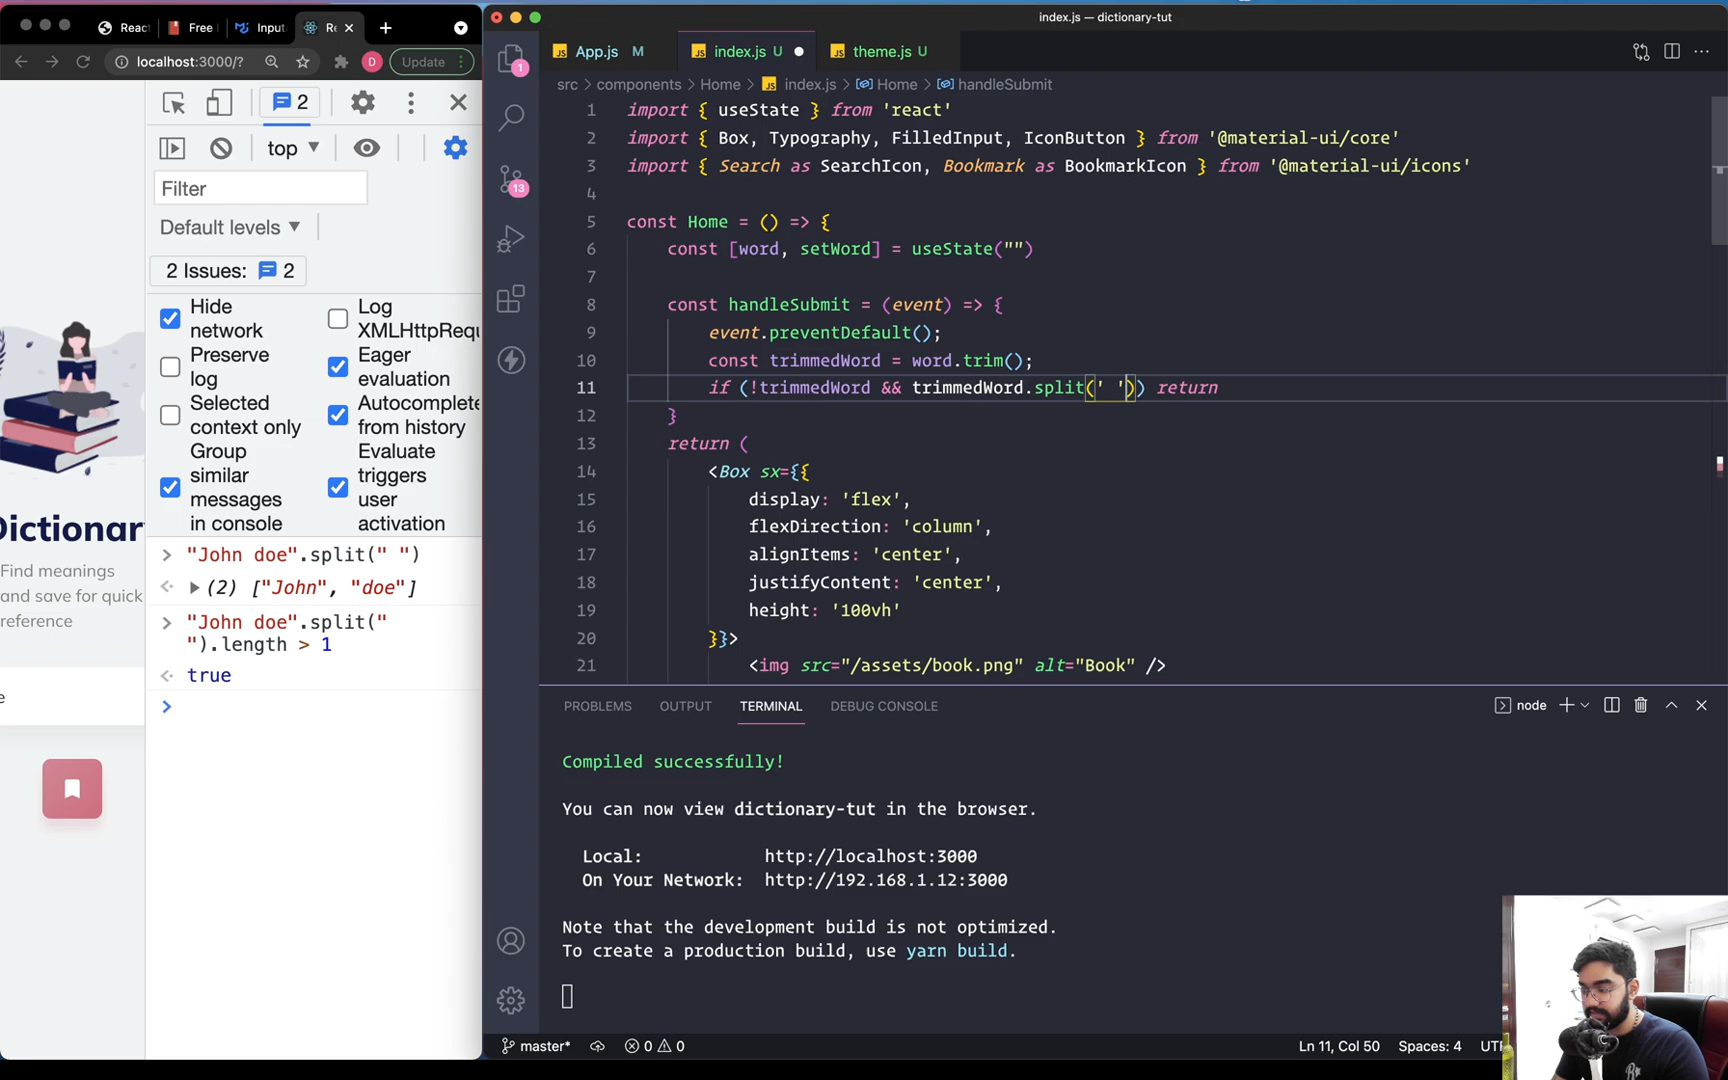 Reac
Free
Input
Re
index.js — dictionary-tut
localhost:3000/?
D
Update
App.js M
index.js U
theme.js U
src > components > Home > index.js > Home > handleSubmit
2
top
Filter
Default levels
2 Issues: 2
Hide network
Log XMLHttpRequ
Preserve log
Eager evaluation
Selected context only
Autocomplete from history
Group similar messages in console
Evaluate triggers user activation
> "John doe".split(" ")
(2) ["John", "doe"]
> "John doe".split("
").length > 1
true
>
Dictionar
Find meanings
and save for quick
reference
e
1
13
1 import { useState } from 'react'
2 import { Box, Typography, FilledInput, IconButton } from '@material-ui/core'
3 import { Search as SearchIcon, Bookmark as BookmarkIcon } from '@material-ui/icons'
4
5 const Home = () => {
6 const [word, setWord] = useState("")
7
8 const handleSubmit = (event) => {
9 event.preventDefault();
10 const trimmedWord = word.trim();
11 if (!trimmedWord && trimmedWord.split(' ')) return
12 }
13 return (
14 <Box sx={{
15 display: 'flex',
16 flexDirection: 'column',
17 alignItems: 'center',
18 justifyContent: 'center',
19 height: '100vh'
20 }}>
21 <img src="/assets/book.png" alt="Book" />
PROBLEMS OUTPUT TERMINAL DEBUG CONSOLE
node
Compiled successfully!
You can now view dictionary-tut in the browser.
Local: http://localhost:3000
On Your Network: http://192.168.1.12:3000
Note that the development build is not optimized.
To create a production build, use yarn build.
master* 0 0 Ln 11, Col 50 Spaces: 4 UTF